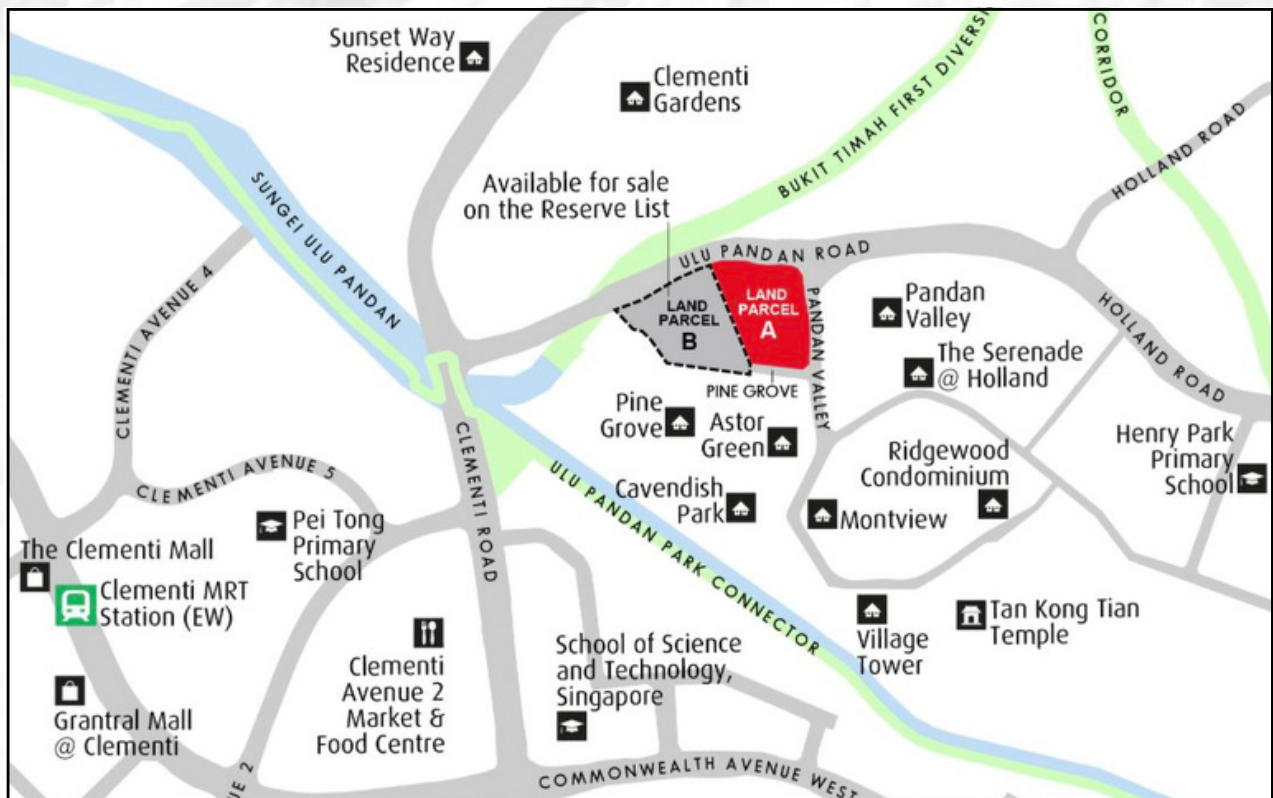 Sunset Way
Residence
Clementi
Gardens
BUKIT TIMAH FIRST DIVERSI
CORRIDOR
HOLLAND ROAD
Available for sale
on the Reserve List
SUNGEI ULU PANDAN
ULU PANDAN ROAD
LAND
PARCEL
A
LAND
PARCEL
B
PANDAN VALLEY
Pandan
Valley
HOLLAND ROAD
The Serenade
@ Holland
CLEMENTI AVENUE 4
PINE GROVE
Pine
Grove
Astor
Green
Ridgewood
Condominium
Henry Park
Primary
School
CLEMENTI AVENUE 5
CLEMENTI ROAD
ULU PANDAN PARK CONNECTOR
Cavendish
Park
Montview
Pei Tong
Primary
School
The Clementi Mall
Clementi MRT
Station (EW)
Village
Tower
Tan Kong Tian
Temple
Clementi
Avenue 2
Market &
Food Centre
School of Science
and Technology,
Singapore
Grantral Mall
@ Clementi
UE 2
COMMONWEALTH AVENUE WEST